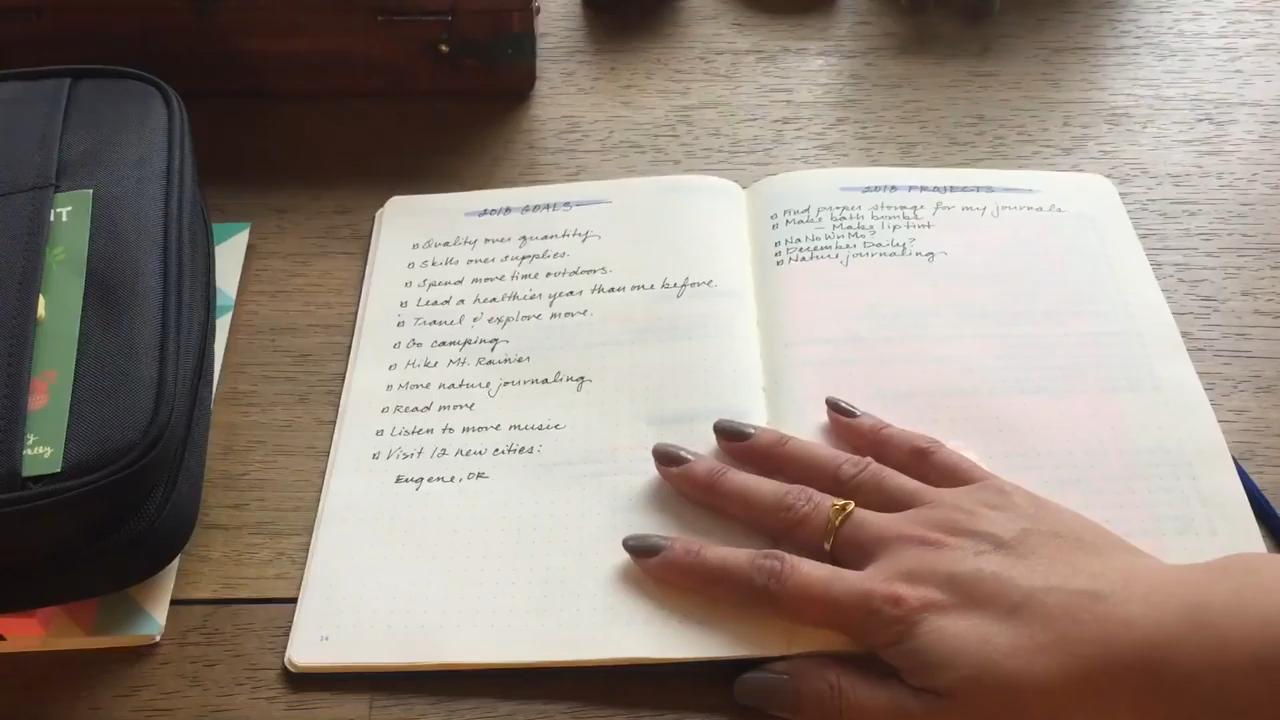 2018 GOALS
Quality over quantity.
Skills over supplies.
Spend more time outdoors.
Lead a healthier year than one before.
Travel & explore more.
Go camping
Hike Mt. Rainier
More nature journaling
Read more
Listen to more music
Visit 12 new cities:
Eugene, OR
2018 PROJECTS
Find proper storage for my journals
Make bath bombs
— Make lip tint
NaNoWriMo?
December Daily?
Nature journaling